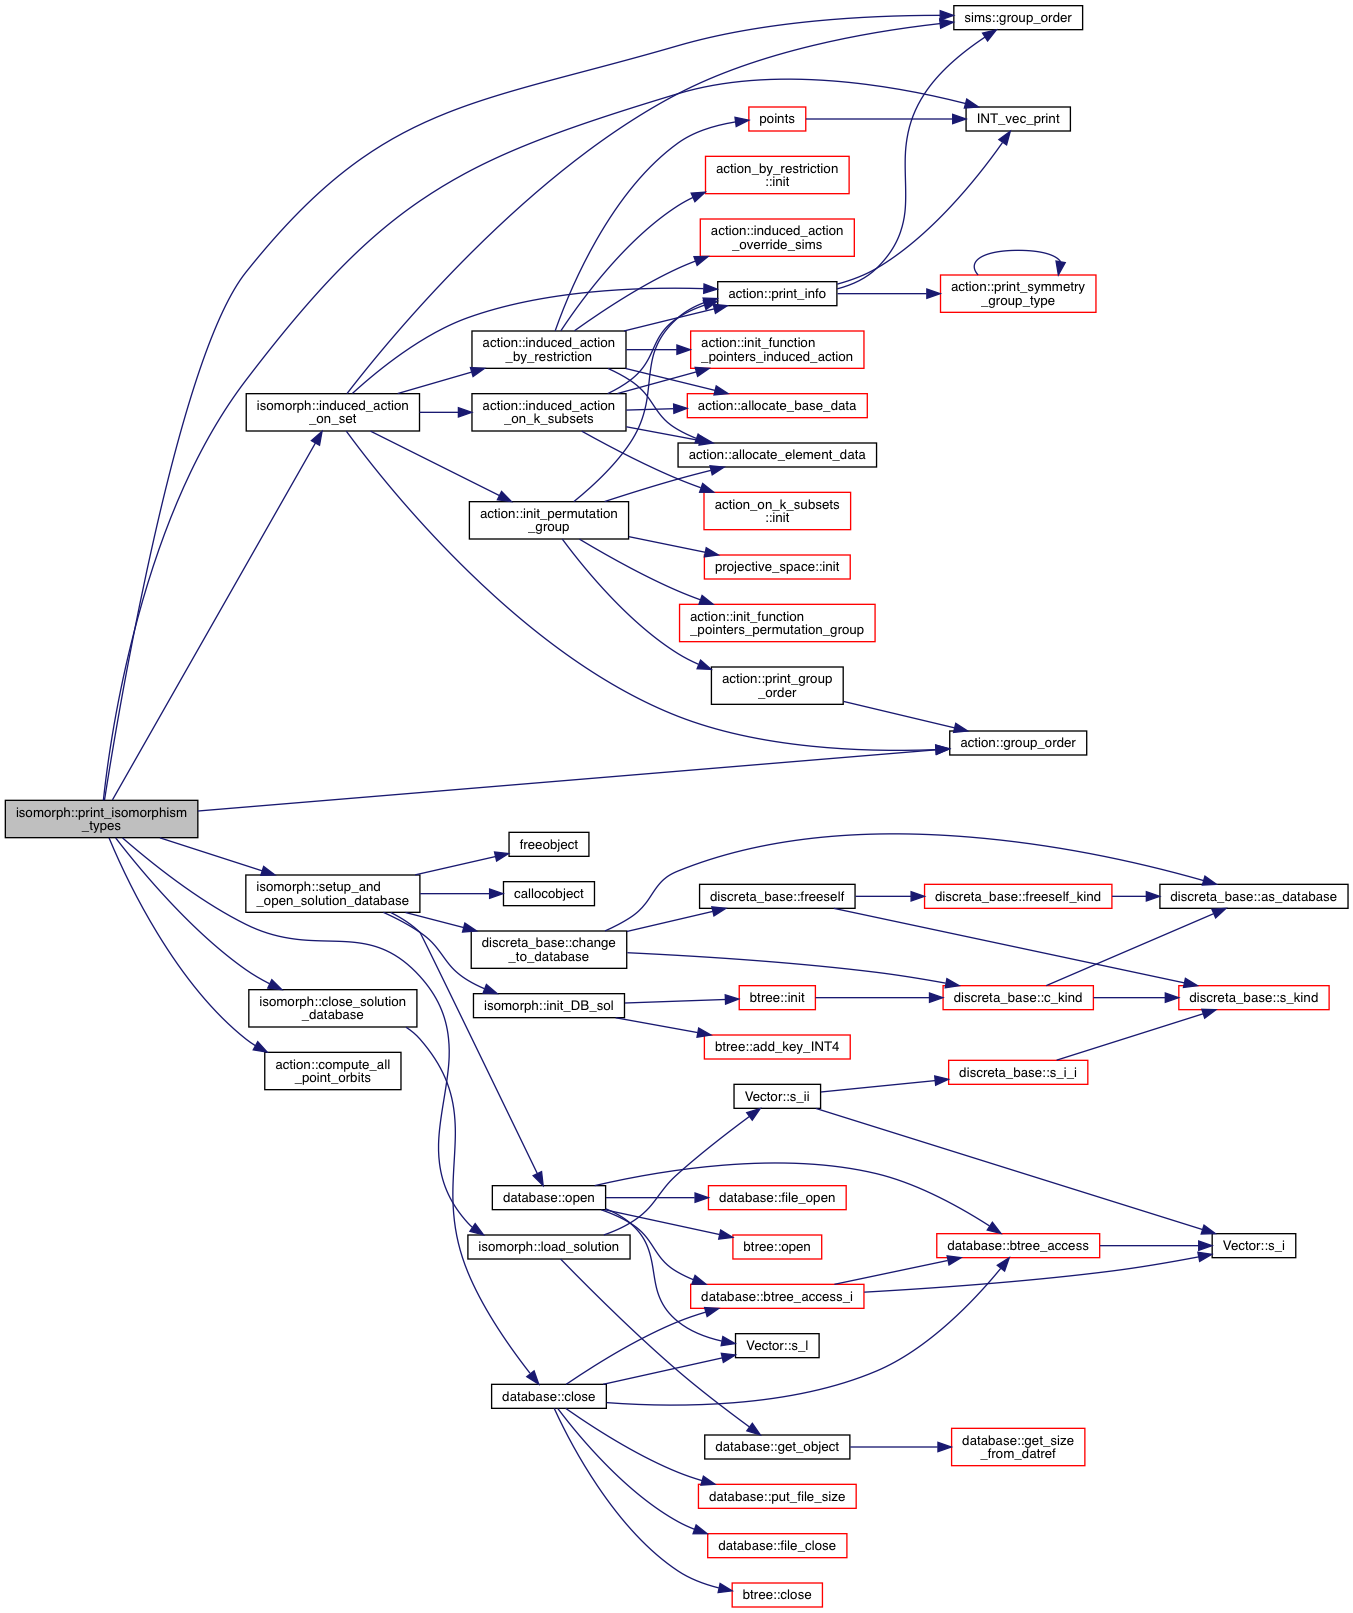 sims::group_order
INT_vec_print
points
action_by_restriction
::init
action::induced_action
_override_sims
action::print_info
action::print_symmetry
_group_type
action::induced_action
_by_restriction
action::init_function
_pointers_induced_action
isomorph::induced_action
_on_set
action::induced_action
_on_k_subsets
action::allocate_base_data
action::allocate_element_data
action_on_k_subsets
::init
action::init_permutation
_group
projective_space::init
action::init_function
_pointers_permutation_group
action::print_group
_order
action::group_order
isomorph::print_isomorphism
_types
freeobject
isomorph::setup_and
_open_solution_database
callocobject
discreta_base::freeself
discreta_base::freeself_kind
discreta_base::as_database
discreta_base::change
_to_database
isomorph::close_solution
_database
isomorph::init_DB_sol
btree::init
discreta_base::c_kind
discreta_base::s_kind
btree::add_key_INT4
action::compute_all
_point_orbits
discreta_base::s_i_i
Vector::s_ii
database::open
database::file_open
isomorph::load_solution
btree::open
database::btree_access
Vector::s_i
database::btree_access_i
Vector::s_l
database::close
database::get_object
database::get_size
_from_datref
database::put_file_size
database::file_close
btree::close